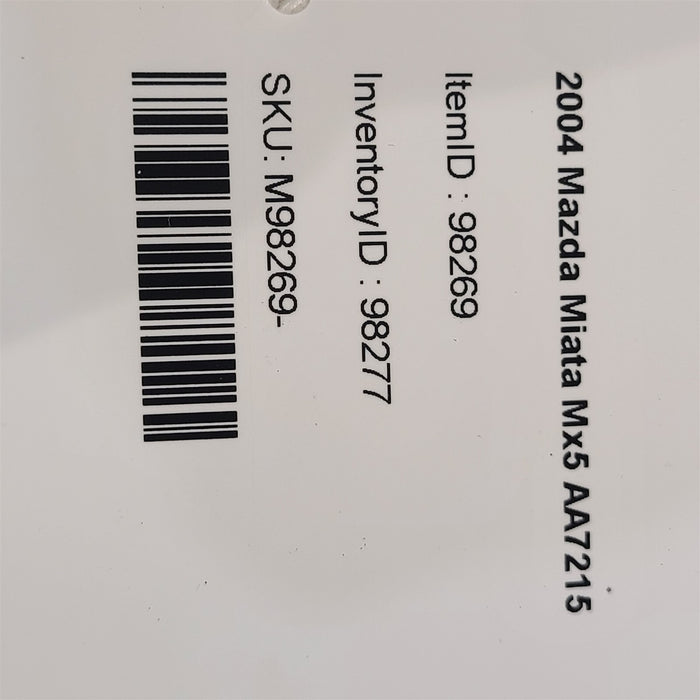 2004 Mazda Miata Mx5 AA7215
ItemID : 98269
InventoryID : 98277
SKU: M98269-